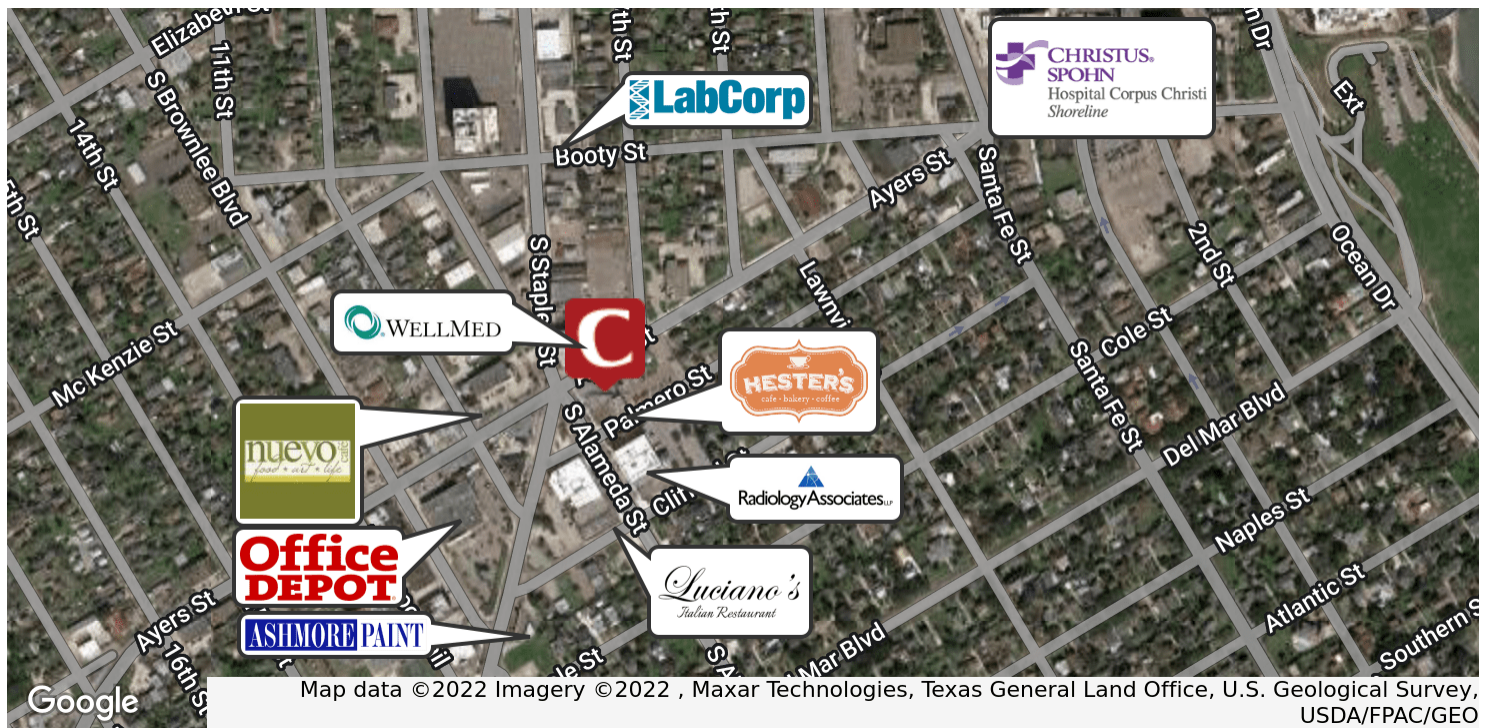 Elizabeth St
11th St
S Brownlee Blvd
14th St
LabCorp
CHRISTUS®
SPOHN
Hospital Corpus Christi
Shoreline
Ext
Booty St
Ayers St
Santa Fe St
2nd St
Ocean Dr
S Staples St
WELLMED
C
Mc Kenzie St
Cole St
Santa Fe St
Palmero St
HESTER'S
cafe · bakery · coffee
Del Mar Blvd
nuevo
café
food · art · life
S Alameda St
Radiology Associates LLP
Naples St
Office
DEPOT
Luciano's
Italian Restaurant
Atlantic St
Ayers St
16th St
ASHMORE PAINT
Mar Blvd
Southern S
Google
Map data ©2022 Imagery ©2022 , Maxar Technologies, Texas General Land Office, U.S. Geological Survey,
USDA/FPAC/GEO